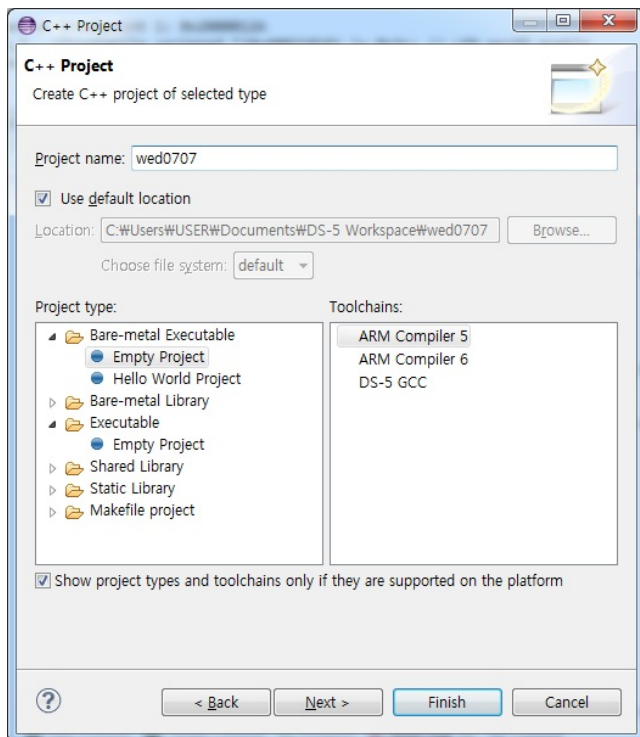 C++ Project
C++ Project
Create C++ project of selected type
Project name: wed0707
Use default location
Location: C:₩Users₩USER₩Documents₩DS-5 Workspace₩wed0707 Browse...
Choose file system: default
Project type:
Bare-metal Executable
Empty Project
Hello World Project
Bare-metal Library
Executable
Empty Project
Shared Library
Static Library
Makefile project
Toolchains:
ARM Compiler 5
ARM Compiler 6
DS-5 GCC
Show project types and toolchains only if they are supported on the platform
? < Back Next > Finish Cancel